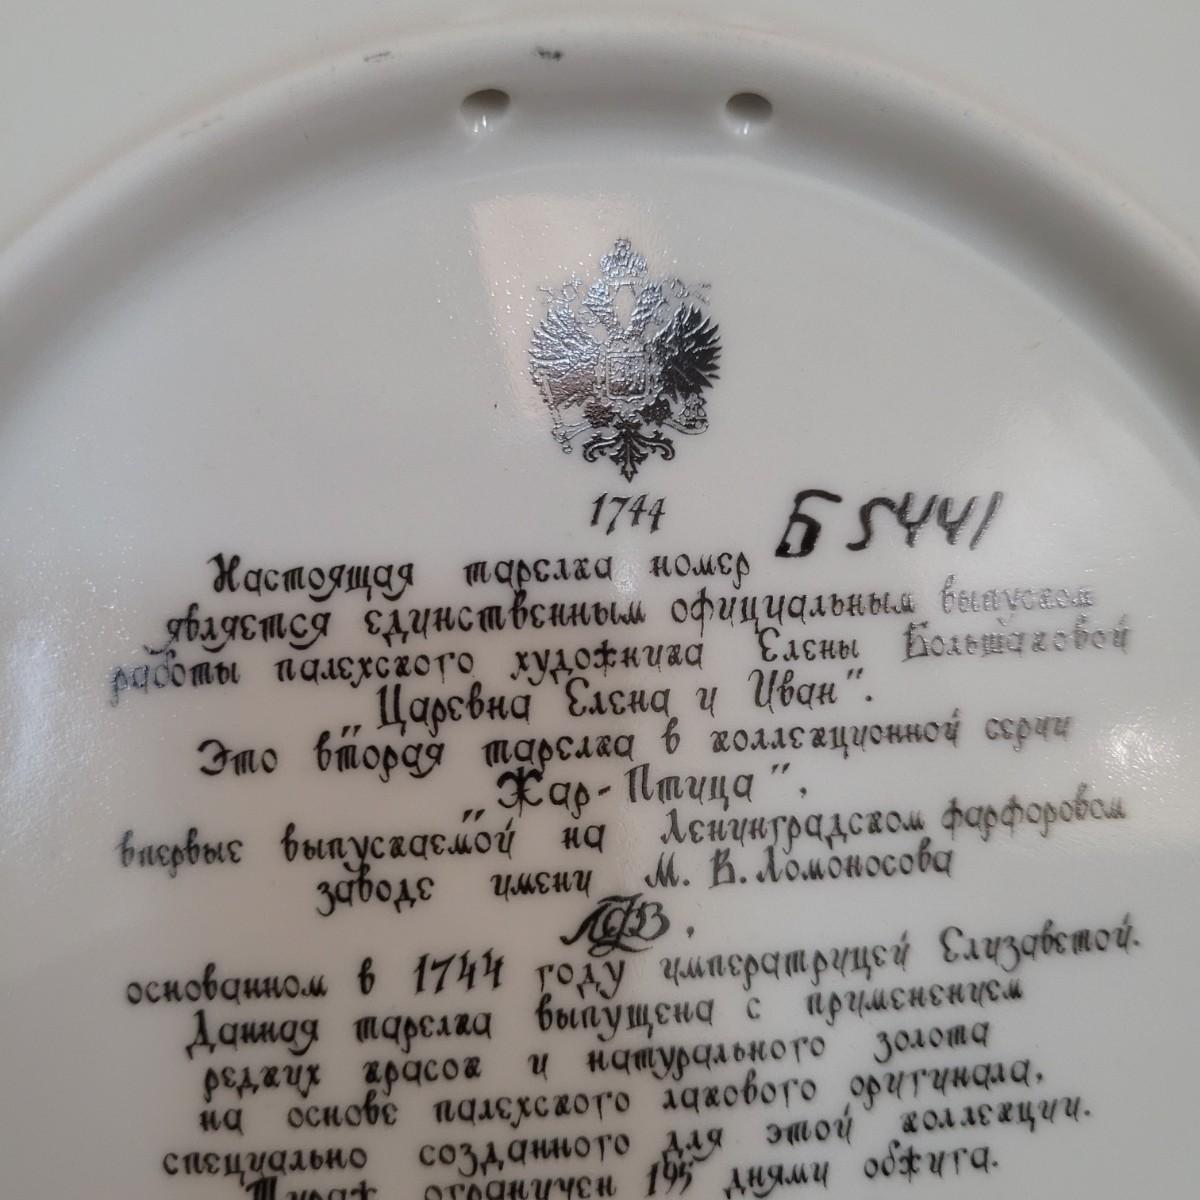 1744
Настоящая тарелка номер Б 5441
является единственным официальным выпуском
работы палехского художника Елены Большаковой
„Царевна Елена и Иван".
Это вторая тарелка в коллекционной серии
„Жар-Птица",
впервые выпускаемой на Ленинградском фарфоровом
заводе имени М. В. Ломоносова
ЛФЗ,
основанном в 1744 году императрицей Елизаветой.
Данная тарелка выпущена с применением
редких красок и натурального золота
на основе палехского лакового оригинала,
специально созданного для этой коллекции.
Тираж ограничен 195 днями обжига.